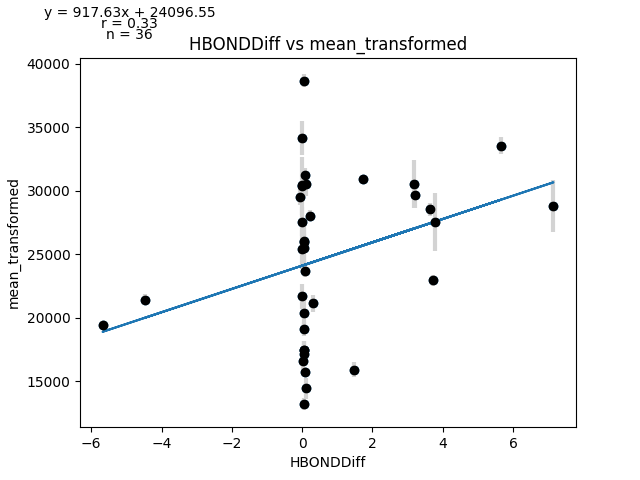 y = 917.63x + 24096.55
r = 0.33
n = 36
HBONDDiff vs mean_transformed
40000
35000
30000
25000
20000
15000
mean_transformed
−6
−4
−2
0
2
4
6
HBONDDiff